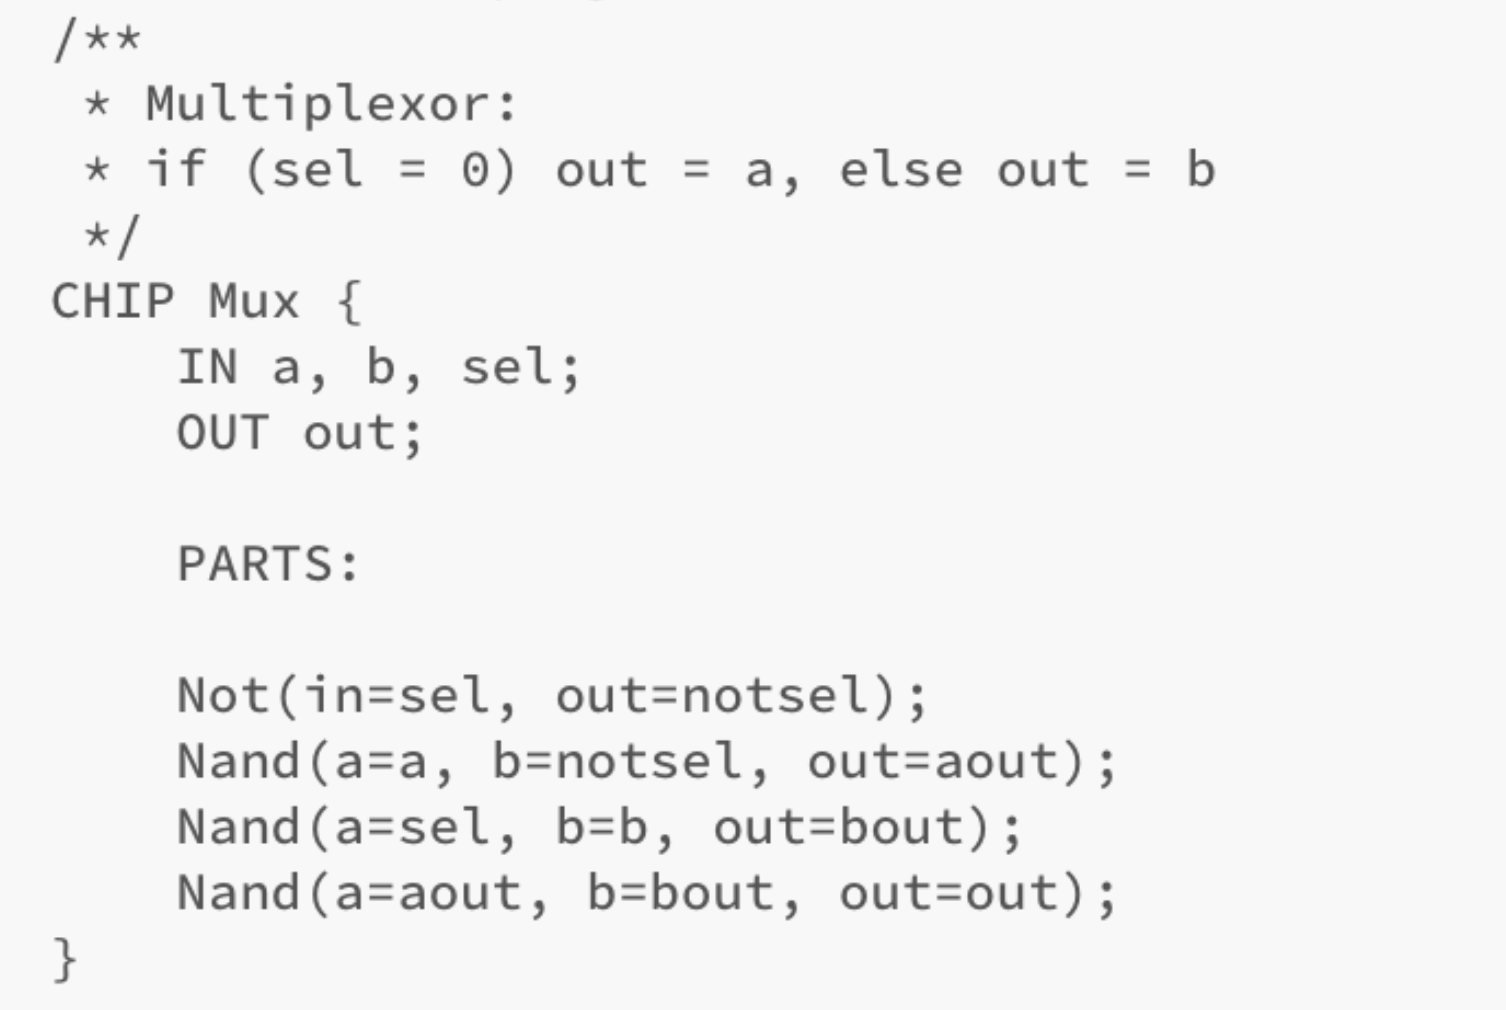 /**
 * Multiplexor:
 * if (sel = 0) out = a, else out = b
 */
CHIP Mux {
    IN a, b, sel;
    OUT out;

    PARTS:

    Not(in=sel, out=notsel);
    Nand(a=a, b=notsel, out=aout);
    Nand(a=sel, b=b, out=bout);
    Nand(a=aout, b=bout, out=out);
}